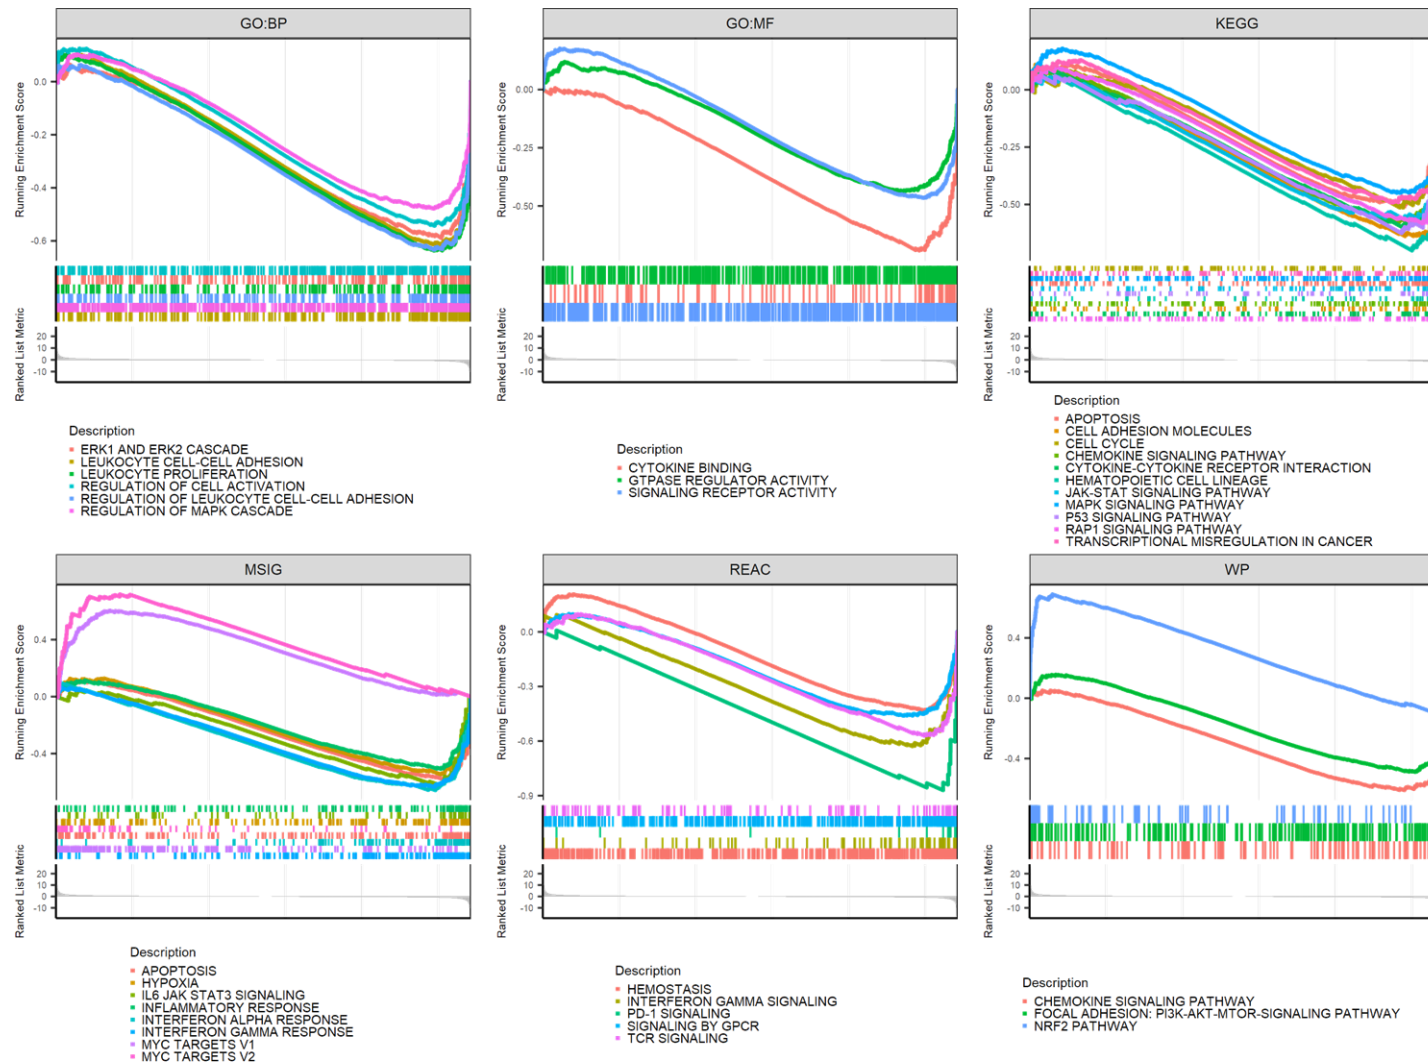 GO:BP
GO:MF
KEGG
Running Enrichment Score
0.0
-0.2
-0.4
-0.6
Ranked List Metric
20
10
0
-10
Running Enrichment Score
0.00
-0.25
-0.50
Ranked List Metric
20
10
0
-10
Running Enrichment Score
0.00
-0.25
-0.50
Ranked List Metric
20
10
0
-10
Description
ERK1 AND ERK2 CASCADE
LEUKOCYTE CELL-CELL ADHESION
LEUKOCYTE PROLIFERATION
REGULATION OF CELL ACTIVATION
REGULATION OF LEUKOCYTE CELL-CELL ADHESION
REGULATION OF MAPK CASCADE
Description
CYTOKINE BINDING
GTPASE REGULATOR ACTIVITY
SIGNALING RECEPTOR ACTIVITY
Description
APOPTOSIS
CELL ADHESION MOLECULES
CELL CYCLE
CHEMOKINE SIGNALING PATHWAY
CYTOKINE-CYTOKINE RECEPTOR INTERACTION
HEMATOPOIETIC CELL LINEAGE
JAK-STAT SIGNALING PATHWAY
MAPK SIGNALING PATHWAY
P53 SIGNALING PATHWAY
RAP1 SIGNALING PATHWAY
TRANSCRIPTIONAL MISREGULATION IN CANCER
MSIG
REAC
WP
Running Enrichment Score
0.4
0.0
-0.4
Ranked List Metric
20
10
0
-10
Running Enrichment Score
0.0
-0.3
-0.6
-0.9
Ranked List Metric
20
10
0
-10
Running Enrichment Score
0.4
0.0
-0.4
Ranked List Metric
20
10
0
-10
Description
APOPTOSIS
HYPOXIA
IL6 JAK STAT3 SIGNALING
INFLAMMATORY RESPONSE
INTERFERON ALPHA RESPONSE
INTERFERON GAMMA RESPONSE
MYC TARGETS V1
MYC TARGETS V2
Description
HEMOSTASIS
INTERFERON GAMMA SIGNALING
PD-1 SIGNALING
SIGNALING BY GPCR
TCR SIGNALING
Description
CHEMOKINE SIGNALING PATHWAY
FOCAL ADHESION: PI3K-AKT-MTOR-SIGNALING PATHWAY
NRF2 PATHWAY